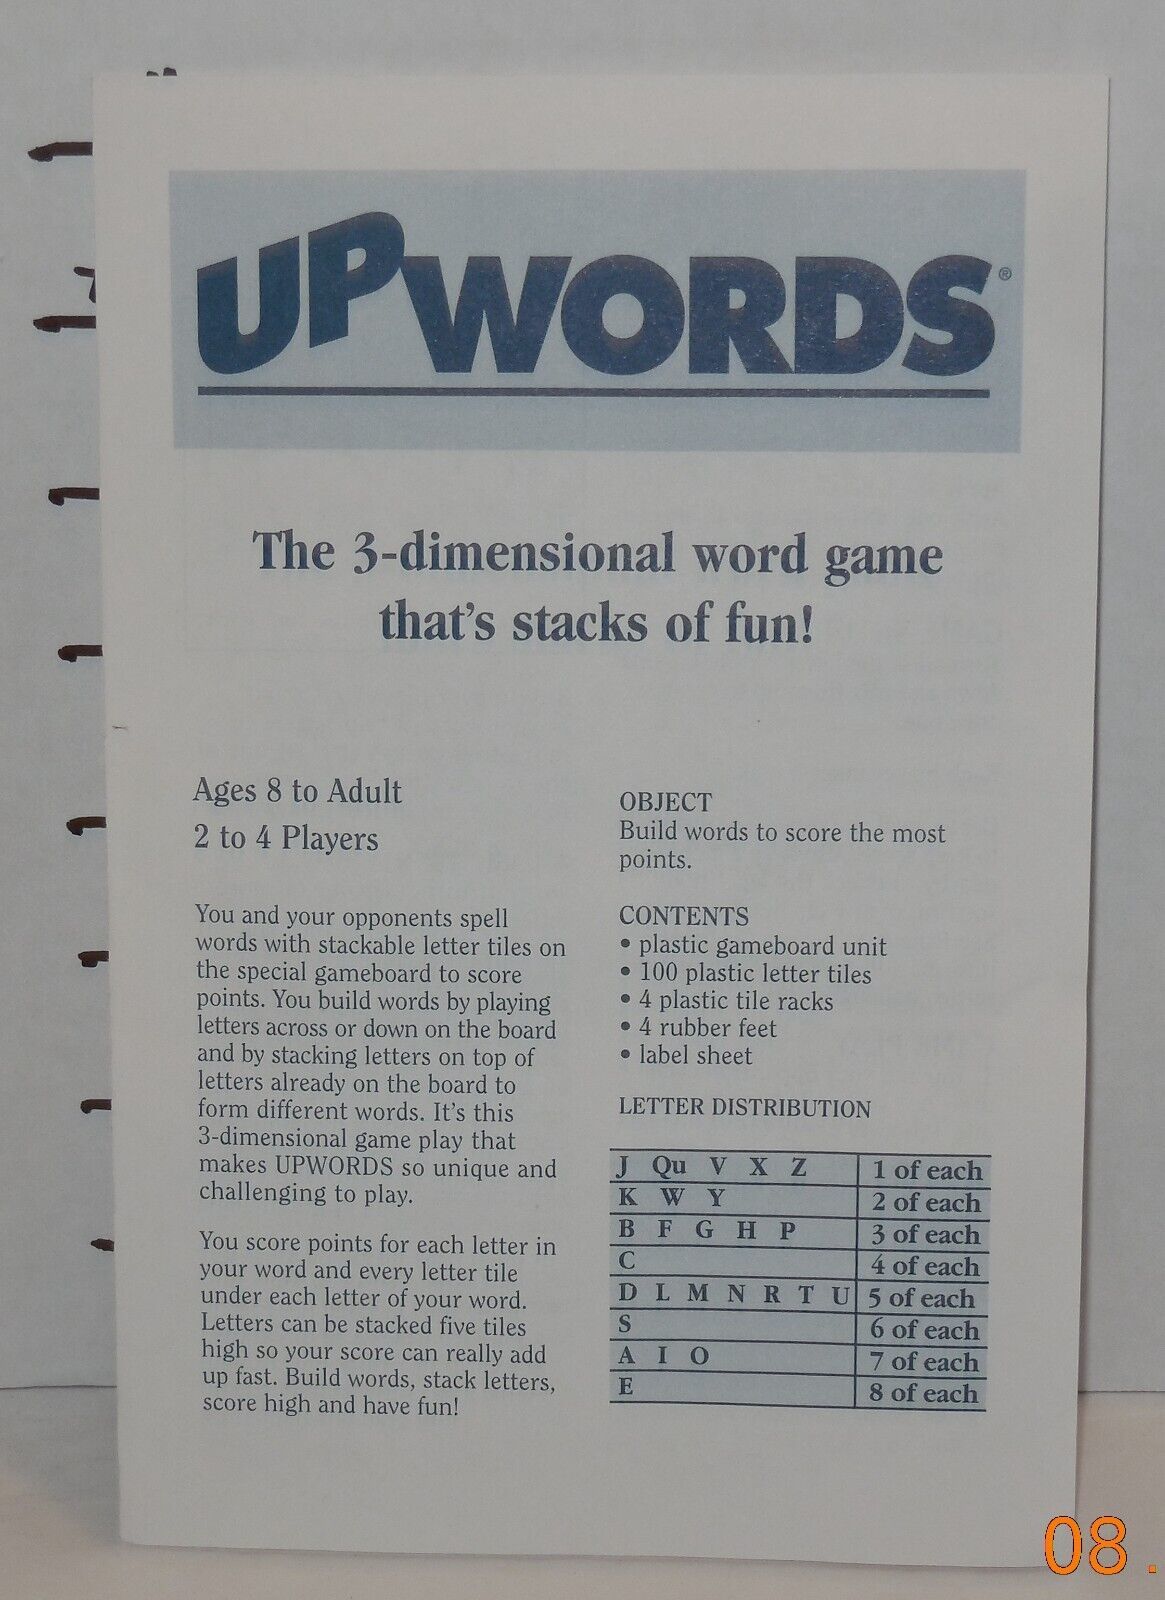 UPWORDS®
The 3-dimensional word game
that's stacks of fun!
Ages 8 to Adult
2 to 4 Players
You and your opponents spell
words with stackable letter tiles on
the special gameboard to score
points. You build words by playing
letters across or down on the board
and by stacking letters on top of
letters already on the board to
form different words. It's this
3-dimensional game play that
makes UPWORDS so unique and
challenging to play.
You score points for each letter in
your word and every letter tile
under each letter of your word.
Letters can be stacked five tiles
high so your score can really add
up fast. Build words, stack letters,
score high and have fun!
OBJECT
Build words to score the most
points.
CONTENTS
• plastic gameboard unit
• 100 plastic letter tiles
• 4 plastic tile racks
• 4 rubber feet
• label sheet
LETTER DISTRIBUTION
J Qu V X Z 1 of each
K W Y 2 of each
B F G H P 3 of each
C 4 of each
D L M N R T U 5 of each
S 6 of each
A I O 7 of each
E 8 of each
08.